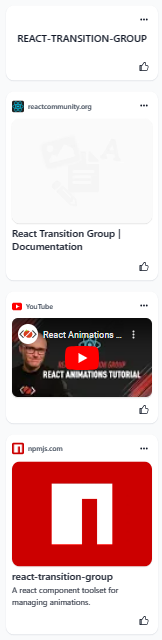 REACT-TRANSITION-GROUP
reactcommunity.org
React Transition Group |
Documentation
YouTube
React Animations ...
REACT ANIMATIONS TUTORIAL
npmjs.com
react-transition-group
A react component toolset for
managing animations.